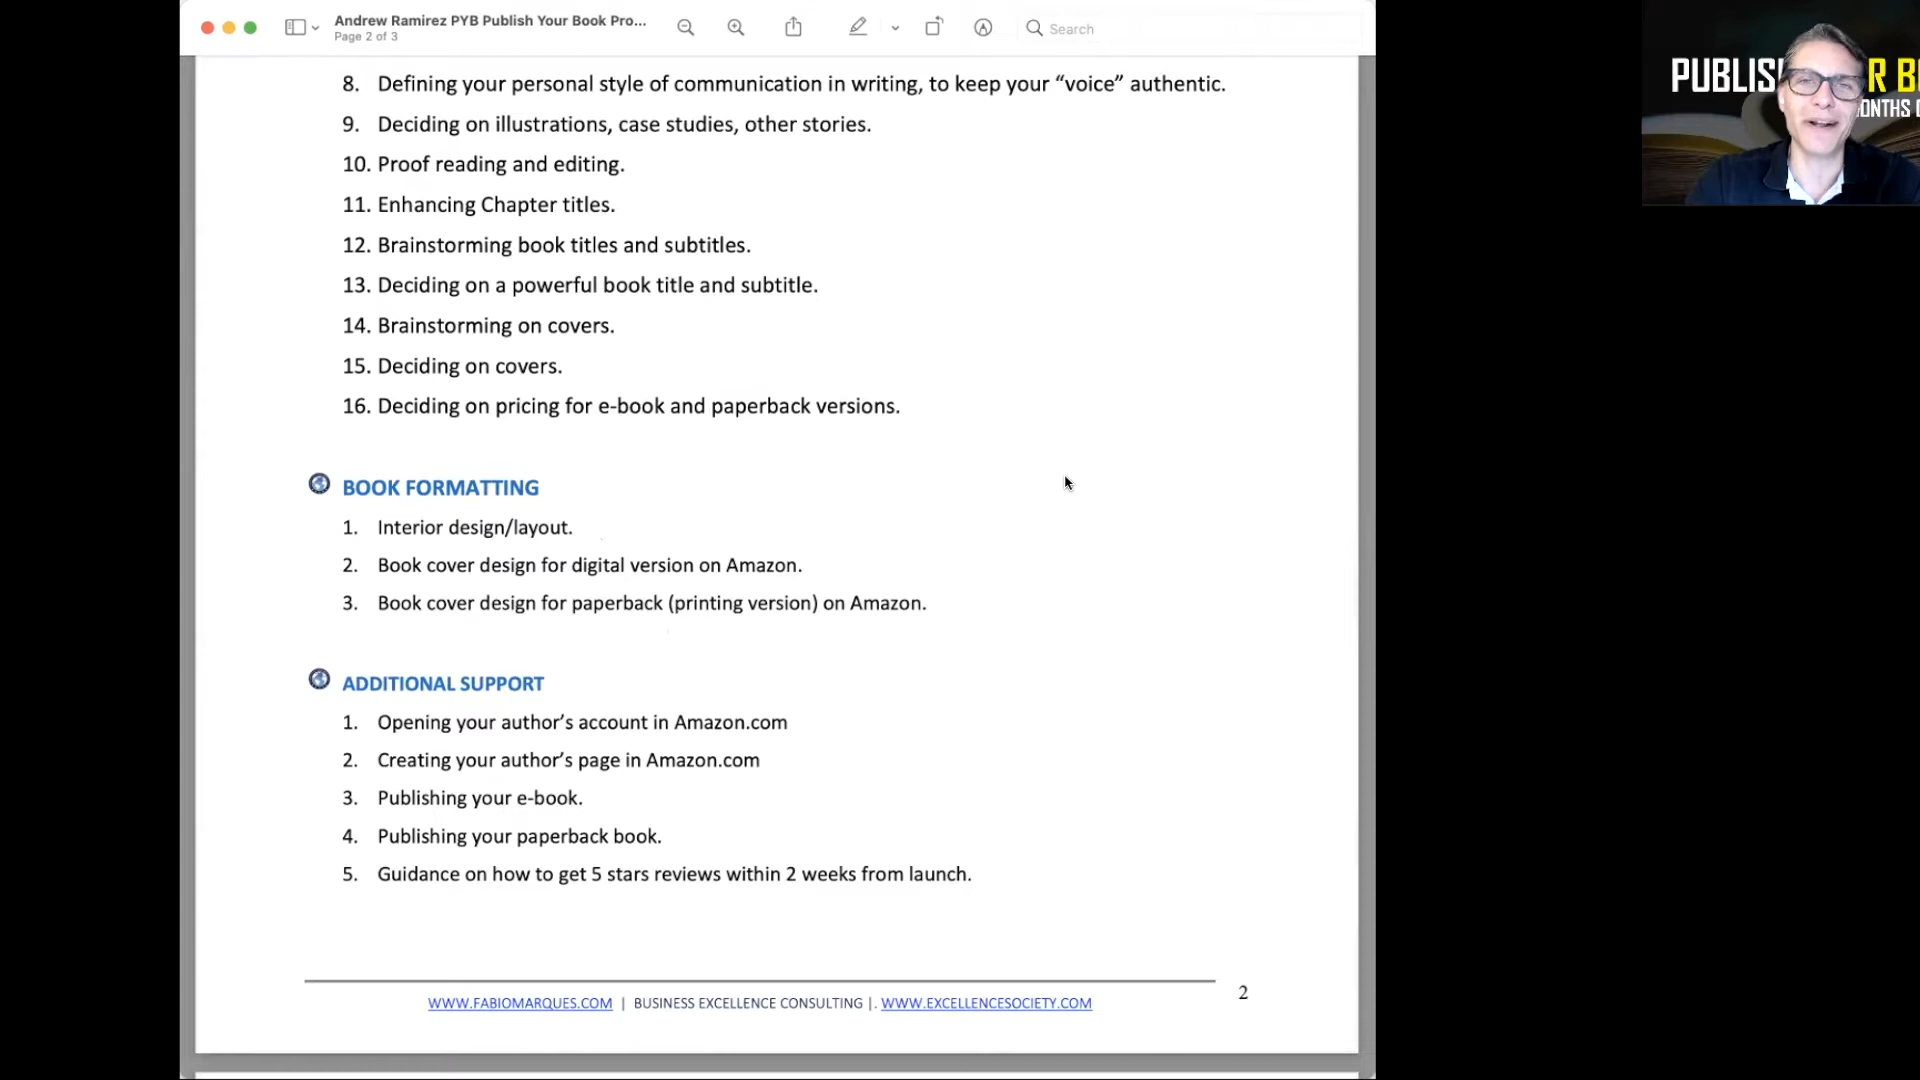 Andrew Ramirez PYB Publish Your Book Pro...
Page 2 of 3
Search
8. Defining your personal style of communication in writing, to keep your “voice” authentic.
9. Deciding on illustrations, case studies, other stories.
10. Proof reading and editing.
11. Enhancing Chapter titles.
12. Brainstorming book titles and subtitles.
13. Deciding on a powerful book title and subtitle.
14. Brainstorming on covers.
15. Deciding on covers.
16. Deciding on pricing for e-book and paperback versions.
BOOK FORMATTING
1. Interior design/layout.
2. Book cover design for digital version on Amazon.
3. Book cover design for paperback (printing version) on Amazon.
ADDITIONAL SUPPORT
1. Opening your author’s account in Amazon.com
2. Creating your author’s page in Amazon.com
3. Publishing your e-book.
4. Publishing your paperback book.
5. Guidance on how to get 5 stars reviews within 2 weeks from launch.
WWW.FABIOMARQUES.COM | BUSINESS EXCELLENCE CONSULTING |. WWW.EXCELLENCESOCIETY.COM
2